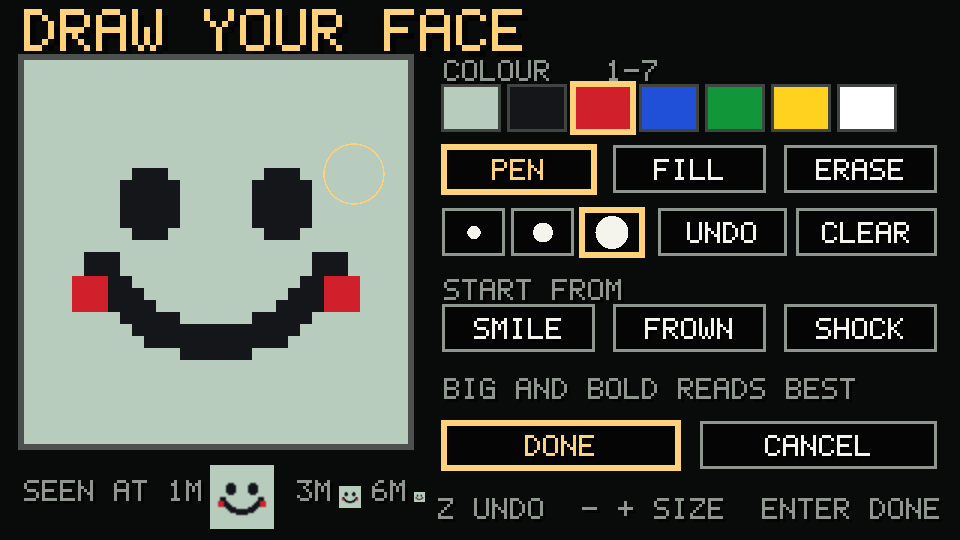 DRAW YOUR FACE
COLOUR 1-7
PEN FILL ERASE
UNDO CLEAR
START FROM
SMILE FROWN SHOCK
BIG AND BOLD READS BEST
DONE CANCEL
SEEN AT 1M 3M 6M
Z UNDO - + SIZE ENTER DONE